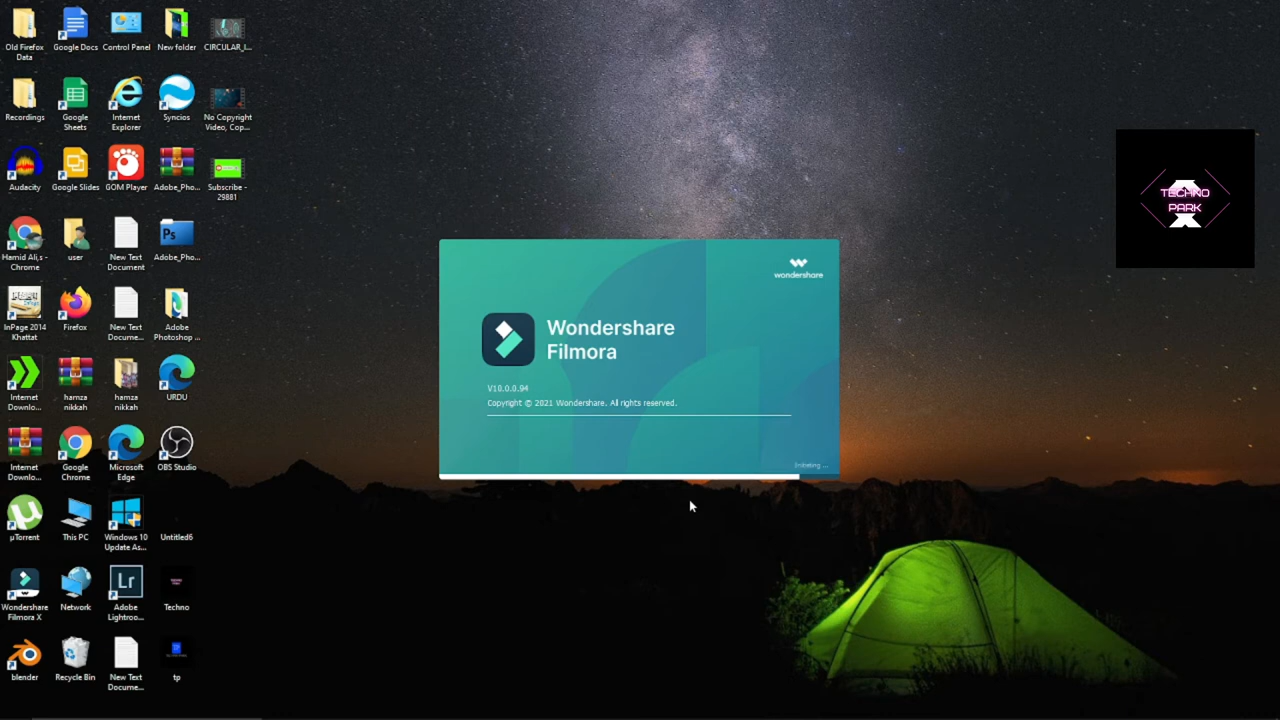 Old Firefox
Data
Google Docs
Control Panel
New folder
CIRCULAR_I...
Recordings
Google
Sheets
Internet
Explorer
Syncios
No Copyright
Video, Cop...
Audacity
Google Slides
GOM Player
Adobe_Pho...
Subscribe -
29881
Hamid Ali,s -
Chrome
user
New Text
Document
Ps
Adobe_Pho...
InPage 2014
Khattat
Firefox
New Text
Docume...
Adobe
Photoshop ...
Internet
Downlo...
hamza
nikkah
hamza
nikkah
URDU
Internet
Downlo...
Google
Chrome
Microsoft
Edge
OBS Studio
µTorrent
This PC
Windows 10
Update As...
Untitled6
Wondershare
Filmora X
Network
Lr
Adobe
Lightroo...
Techno
blender
Recycle Bin
New Text
Docume...
tp
wondershare
Wondershare
Filmora
V10.0.0.94
Copyright © 2021 Wondershare. All rights reserved.
TECHNO
PARK